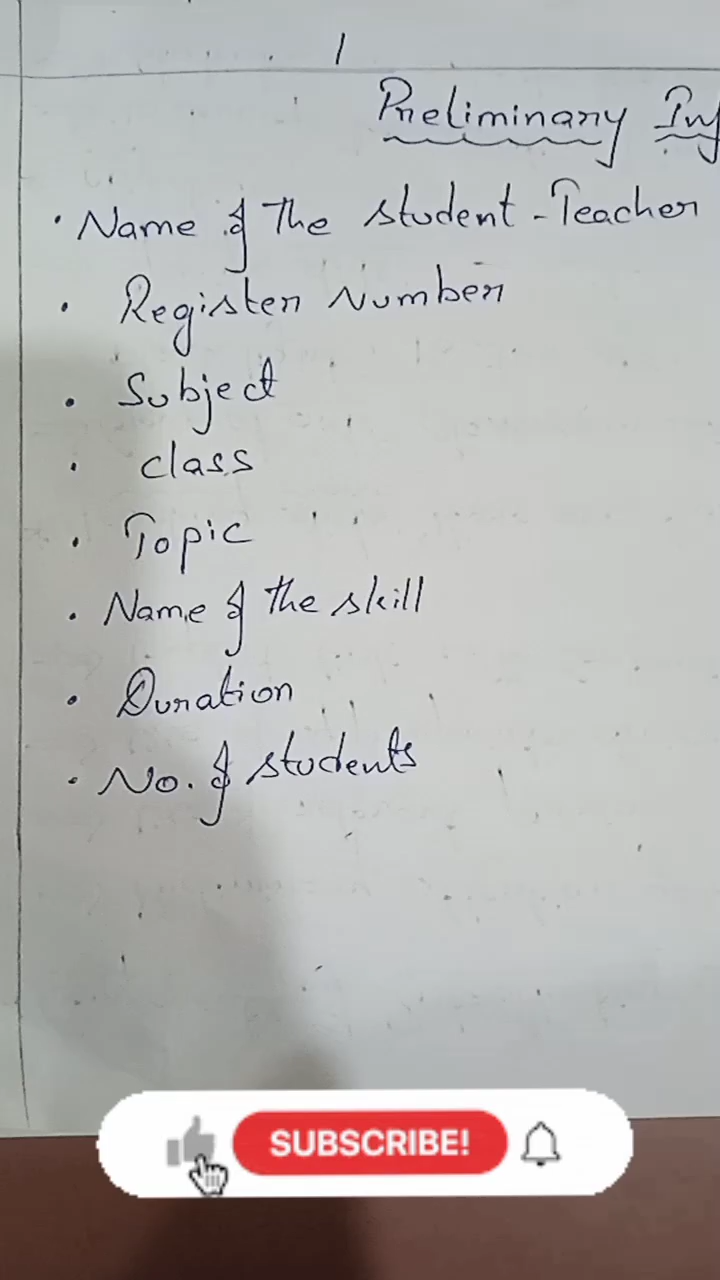 1
Preliminary Inf
• Name of The student - Teacher
• Register Number
• Subject
• class
• Topic
• Name of the skill
• Duration
• No. of students
SUBSCRIBE!